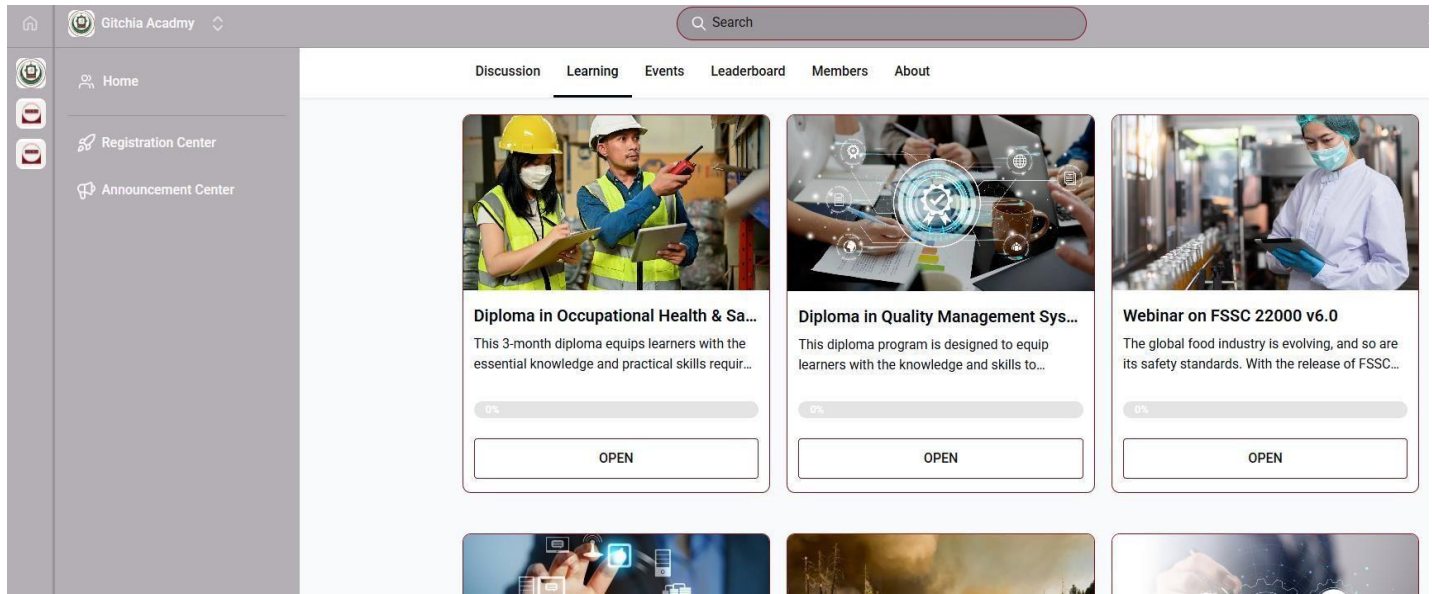 Gitchia Acadmy
Search
Home
Registration Center
Announcement Center
Discussion
Learning
Events
Leaderboard
Members
About
Diploma in Occupational Health & Sa...
This 3-month diploma equips learners with the
essential knowledge and practical skills requir...
0%
OPEN
Diploma in Quality Management Sys...
This diploma program is designed to equip
learners with the knowledge and skills to...
0%
OPEN
Webinar on FSSC 22000 v6.0
The global food industry is evolving, and so are
its safety standards. With the release of FSSC...
0%
OPEN